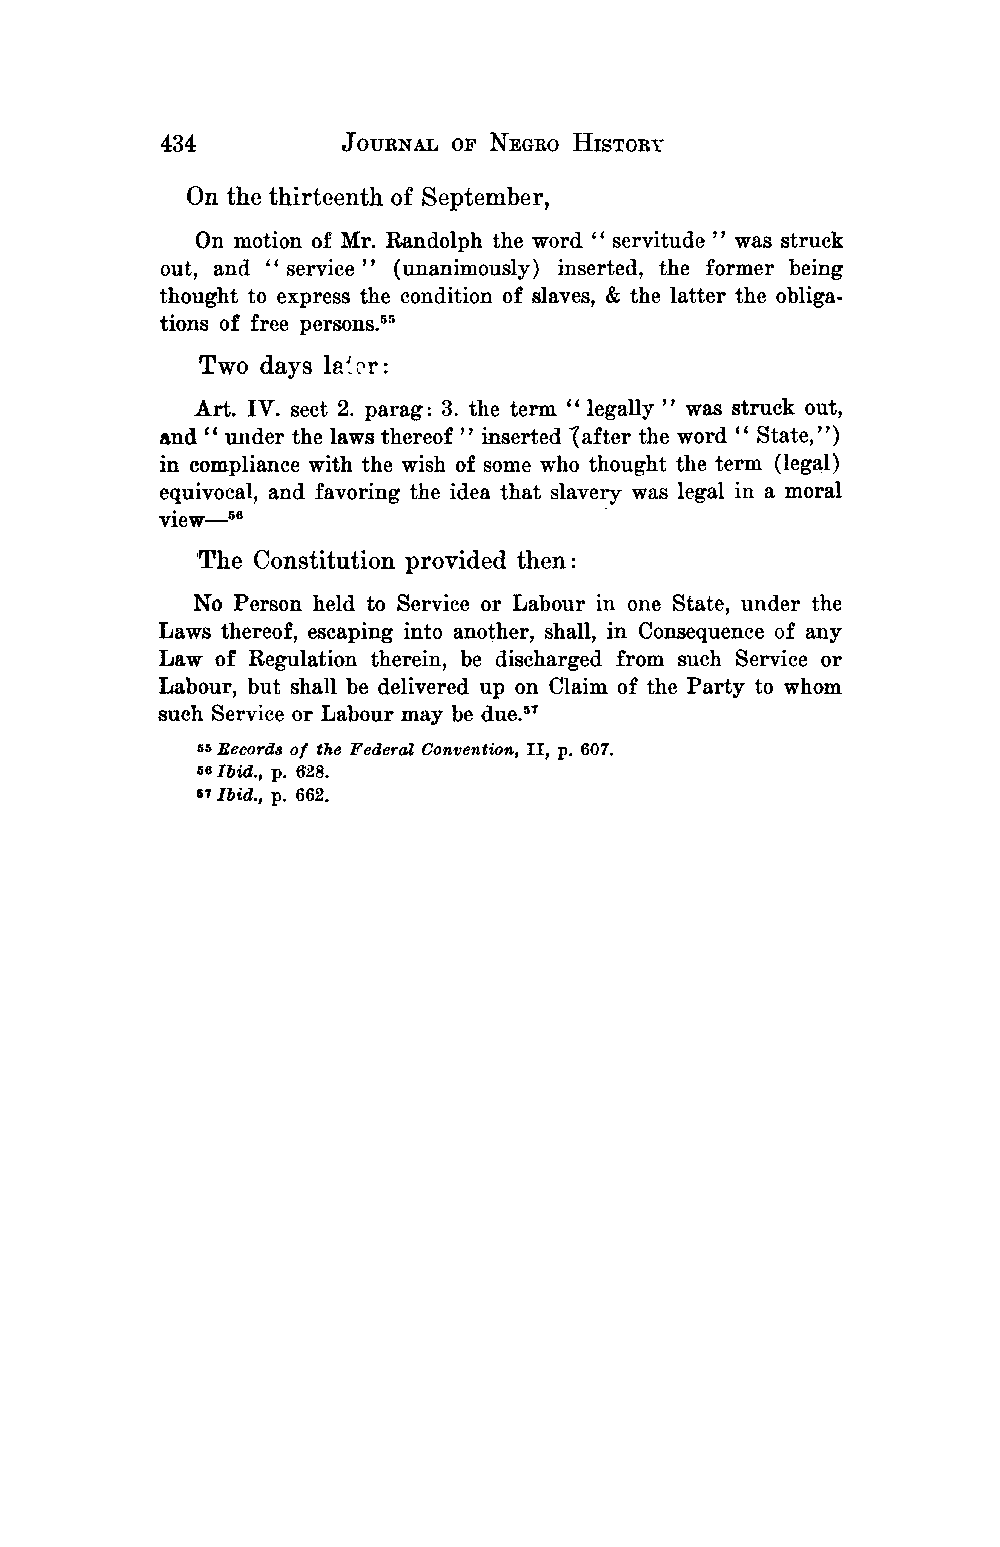 434 JOURNAL OF NEGRO HISTORY
On the thirteenth of September,
On motion of Mr. Randolph the word “ servitude ” was struck
out, and “ service ” (unanimously) inserted, the former being
thought to express the condition of slaves, & the latter the obliga-
tions of free persons.55
Two days later:
Art. IV. sect 2. parag: 3. the term “ legally ” was struck out,
and “ under the laws thereof ” inserted (after the word “ State,”)
in compliance with the wish of some who thought the term (legal)
equivocal, and favoring the idea that slavery was legal in a moral
view—56
The Constitution provided then:
No Person held to Service or Labour in one State, under the
Laws thereof, escaping into another, shall, in Consequence of any
Law of Regulation therein, be discharged from such Service or
Labour, but shall be delivered up on Claim of the Party to whom
such Service or Labour may be due.57
55 Records of the Federal Convention, II, p. 607.
56 Ibid., p. 628.
57 Ibid., p. 662.